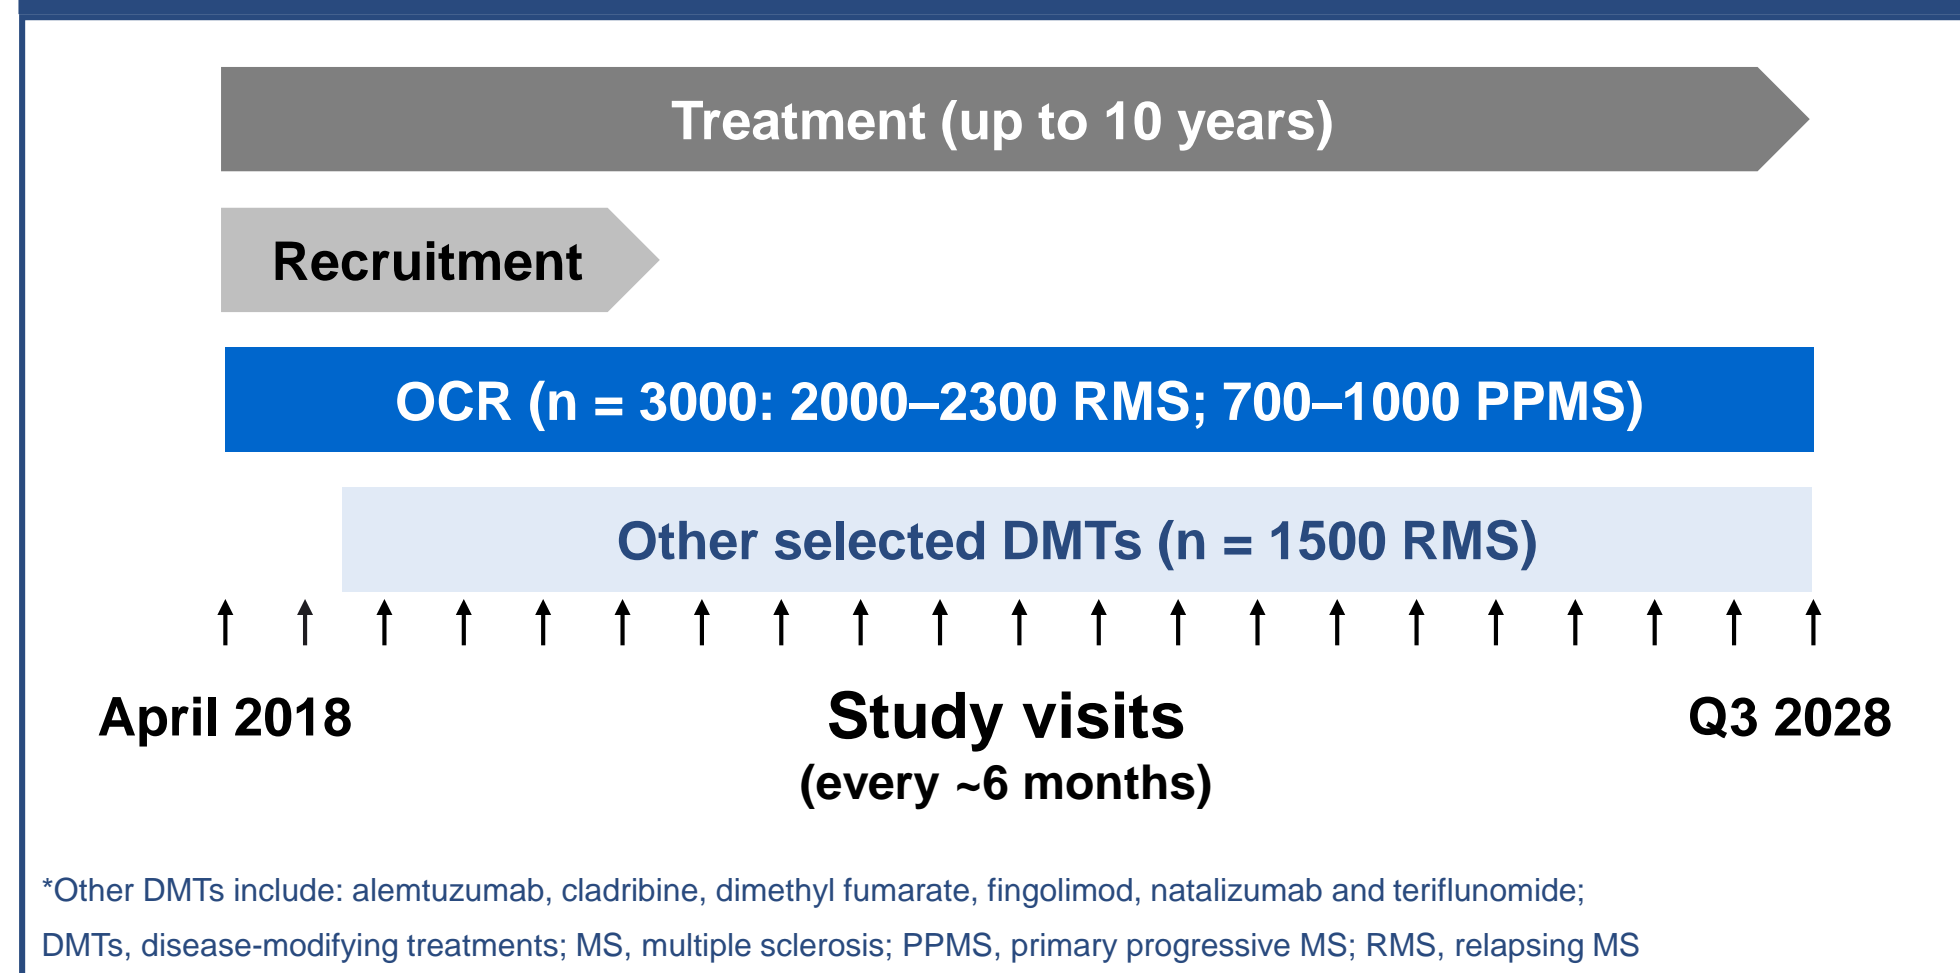 Treatment (up to 10 years)
Recruitment
OCR (n = 3000: 2000–2300 RMS; 700–1000 PPMS)
Other selected DMTs (n = 1500 RMS)
April 2018
Study visits
(every ~6 months)
Q3 2028
*Other DMTs include: alemtuzumab, cladribine, dimethyl fumarate, fingolimod, natalizumab and teriflunomide;
DMTs, disease-modifying treatments; MS, multiple sclerosis; PPMS, primary progressive MS; RMS, relapsing MS